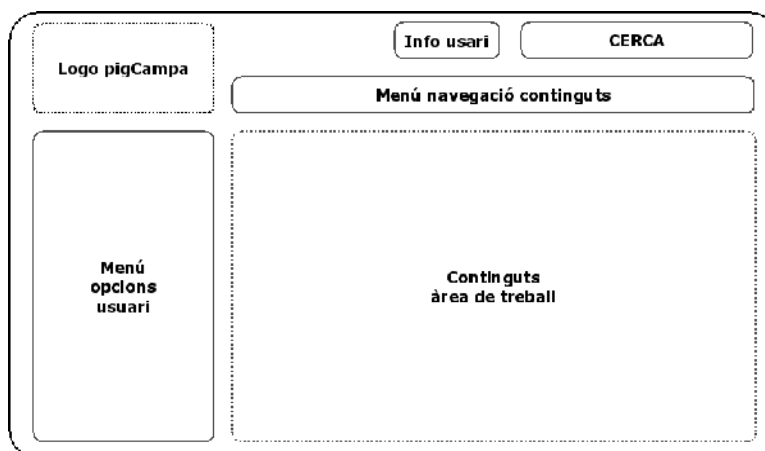 Logo pigCampa
Info usari
CERCA
Menú navegació continguts
Menú
opcions
usuari
Continguts
àrea de treball